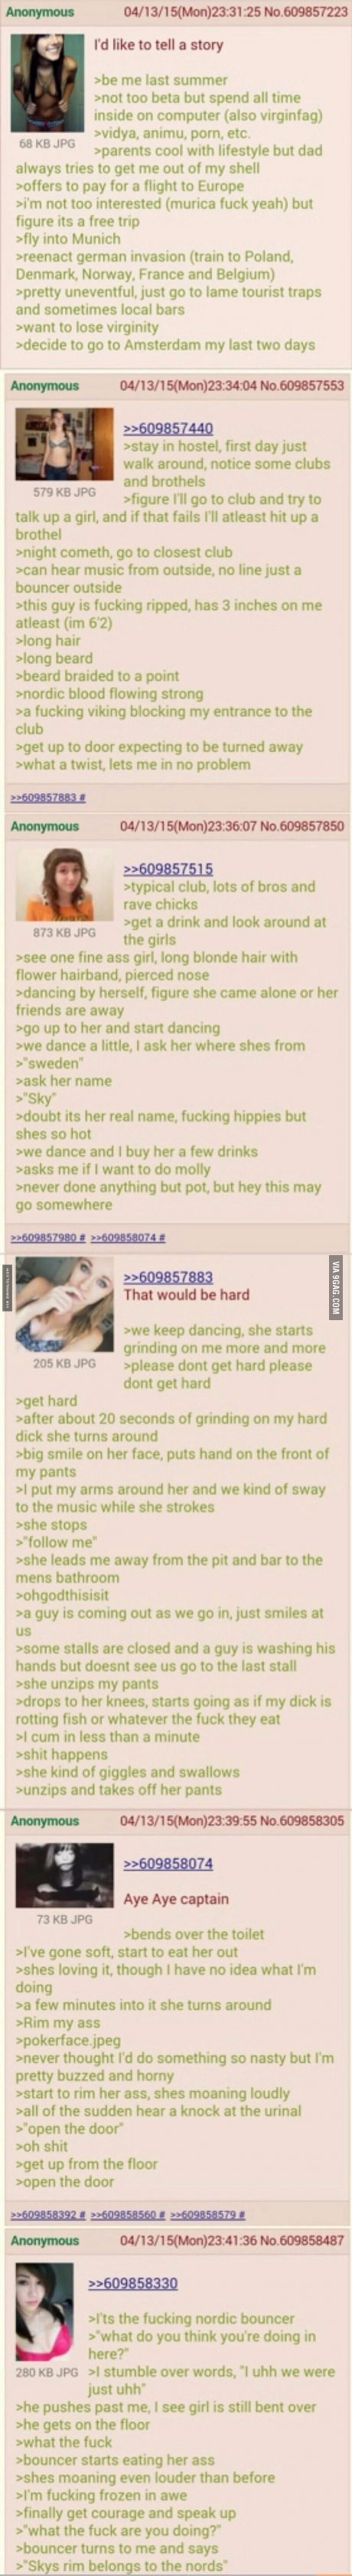 Anonymous 04/13/15(Mon)23:31:25 No.609857223
I'd like to tell a story
>be me last summer
>not too beta but spend all time
inside on computer (also virginfag)
>vidya, animu, porn, etc.
68 KB JPG
>parents cool with lifestyle but dad
always tries to get me out of my shell
>offers to pay for a flight to Europe
>i'm not too interested (murica fuck yeah) but
figure its a free trip
>fly into Munich
>reenact german invasion (train to Poland,
Denmark, Norway, France and Belgium)
>pretty uneventful, just go to lame tourist traps
and sometimes local bars
>want to lose virginity
>decide to go to Amsterdam my last two days
Anonymous 04/13/15(Mon)23:34:04 No.609857553
>>609857440
>stay in hostel, first day just
walk around, notice some clubs
and brothels
579 KB JPG
>figure I'll go to club and try to
talk up a girl, and if that fails I'll atleast hit up a
brothel
>night cometh, go to closest club
>can hear music from outside, no line just a
bouncer outside
>this guy is fucking ripped, has 3 inches on me
atleast (im 6'2)
>long hair
>long beard
>beard braided to a point
>nordic blood flowing strong
>a fucking viking blocking my entrance to the
club
>get up to door expecting to be turned away
>what a twist, lets me in no problem
>>609857883 #
Anonymous 04/13/15(Mon)23:36:07 No.609857850
>>609857515
>typical club, lots of bros and
rave chicks
>get a drink and look around at
the girls
873 KB JPG
>see one fine ass girl, long blonde hair with
flower hairband, pierced nose
>dancing by herself, figure she came alone or her
friends are away
>go up to her and start dancing
>we dance a little, I ask her where shes from
>"sweden"
>ask her name
>"Sky"
>doubt its her real name, fucking hippies but
shes so hot
>we dance and I buy her a few drinks
>asks me if I want to do molly
>never done anything but pot, but hey this may
go somewhere
>>609857980 # >>609858074 #
VIA 9GAG.COM
>>609857883
That would be hard
>we keep dancing, she starts
grinding on me more and more
>please dont get hard please
dont get hard
205 KB JPG
>get hard
>after about 20 seconds of grinding on my hard
dick she turns around
>big smile on her face, puts hand on the front of
my pants
>I put my arms around her and we kind of sway
to the music while she strokes
>she stops
>"follow me"
>she leads me away from the pit and bar to the
mens bathroom
>ohgodthisisit
>a guy is coming out as we go in, just smiles at
us
>some stalls are closed and a guy is washing his
hands but doesnt see us go to the last stall
>she unzips my pants
>drops to her knees, starts going as if my dick is
rotting fish or whatever the fuck they eat
>I cum in less than a minute
>shit happens
>she kind of giggles and swallows
>unzips and takes off her pants
Anonymous 04/13/15(Mon)23:39:55 No.609858305
>>609858074
Aye Aye captain
73 KB JPG
>bends over the toilet
>I've gone soft, start to eat her out
>shes loving it, though I have no idea what I'm
doing
>a few minutes into it she turns around
>Rim my ass
>pokerface.jpeg
>never thought I'd do something so nasty but I'm
pretty buzzed and horny
>start to rim her ass, shes moaning loudly
>all of the sudden hear a knock at the urinal
>"open the door"
>oh shit
>get up from the floor
>open the door
>>609858392 # >>609858560 # >>609858579 #
Anonymous 04/13/15(Mon)23:41:36 No.609858487
>>609858330
>I'ts the fucking nordic bouncer
>"what do you think you're doing in
here?"
280 KB JPG
>I stumble over words, "I uhh we were
just uhh"
>he pushes past me, I see girl is still bent over
>he gets on the floor
>what the fuck
>bouncer starts eating her ass
>shes moaning even louder than before
>I'm fucking frozen in awe
>finally get courage and speak up
>"what the fuck are you doing?"
>bouncer turns to me and says
>"Skys rim belongs to the nords"